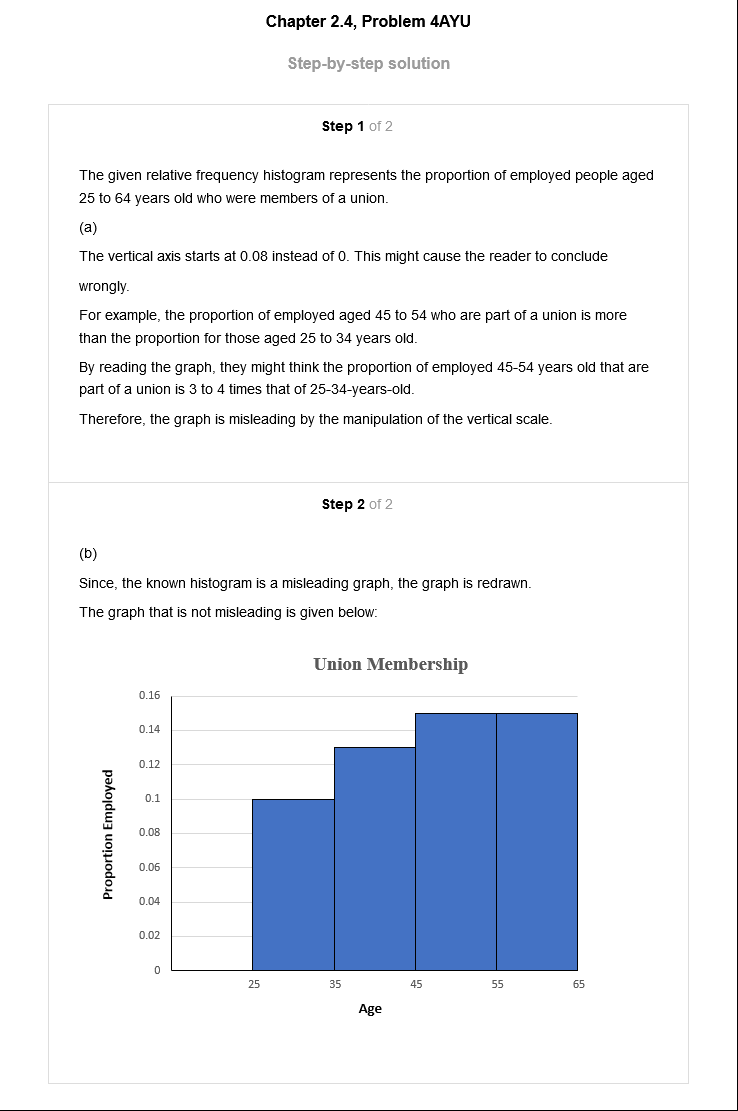 Chapter 2.4, Problem 4AYU
Step-by-step solution
Step 1 of 2
The given relative frequency histogram represents the proportion of employed people aged
25 to 64 years old who were members of a union.
(a)
The vertical axis starts at 0.08 instead of 0. This might cause the reader to conclude
wrongly.
For example, the proportion of employed aged 45 to 54 who are part of a union is more
than the proportion for those aged 25 to 34 years old.
By reading the graph, they might think the proportion of employed 45-54 years old that are
part of a union is 3 to 4 times that of 25-34-years-old.
Therefore, the graph is misleading by the manipulation of the vertical scale.
Step 2 of 2
(b)
Since, the known histogram is a misleading graph, the graph is redrawn.
The graph that is not misleading is given below:
Union Membership
Proportion Employed
0.16
0.14
0.12
0.1
0.08
0.06
0.04
0.02
0
25 35 45 55 65
Age